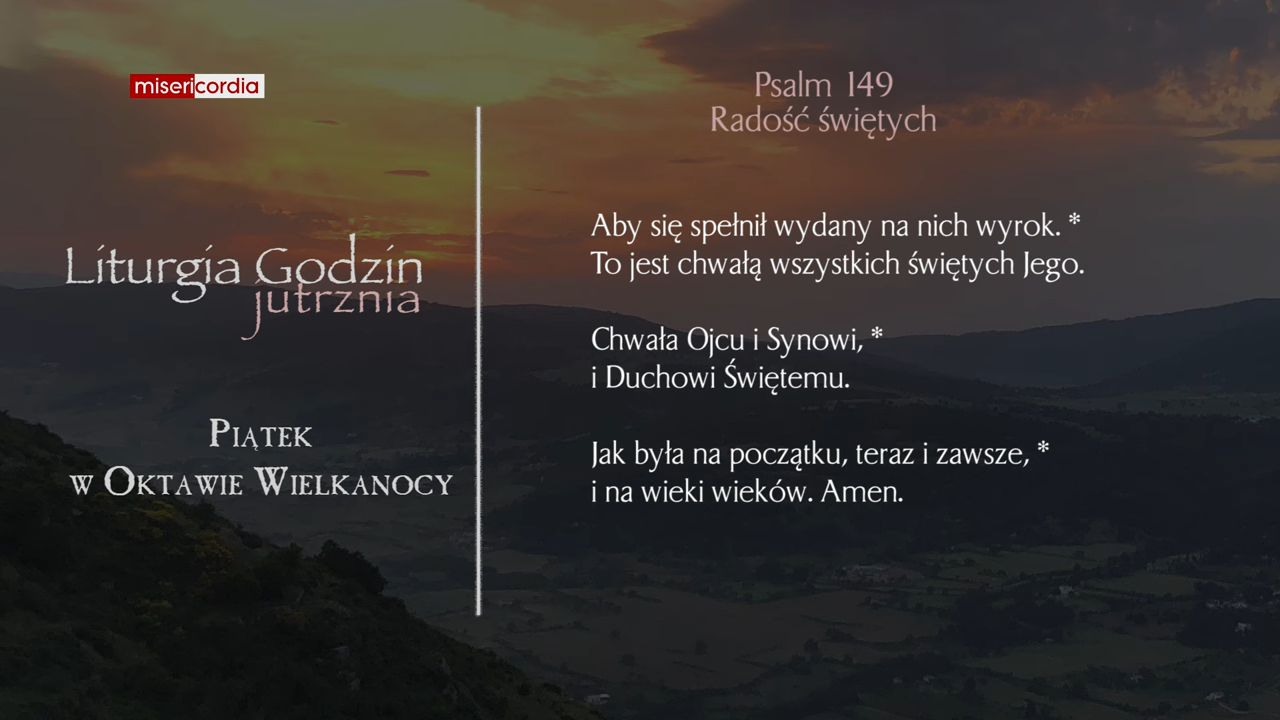 misericordia
Liturgia Godzin
jutrznia
Piątek
w Oktawie Wielkanocy
Psalm 149
Radość świętych
Aby się spełnił wydany na nich wyrok. *
To jest chwałą wszystkich świętych Jego.
Chwała Ojcu i Synowi, *
i Duchowi Świętemu.
Jak była na początku, teraz i zawsze, *
i na wieki wieków. Amen.